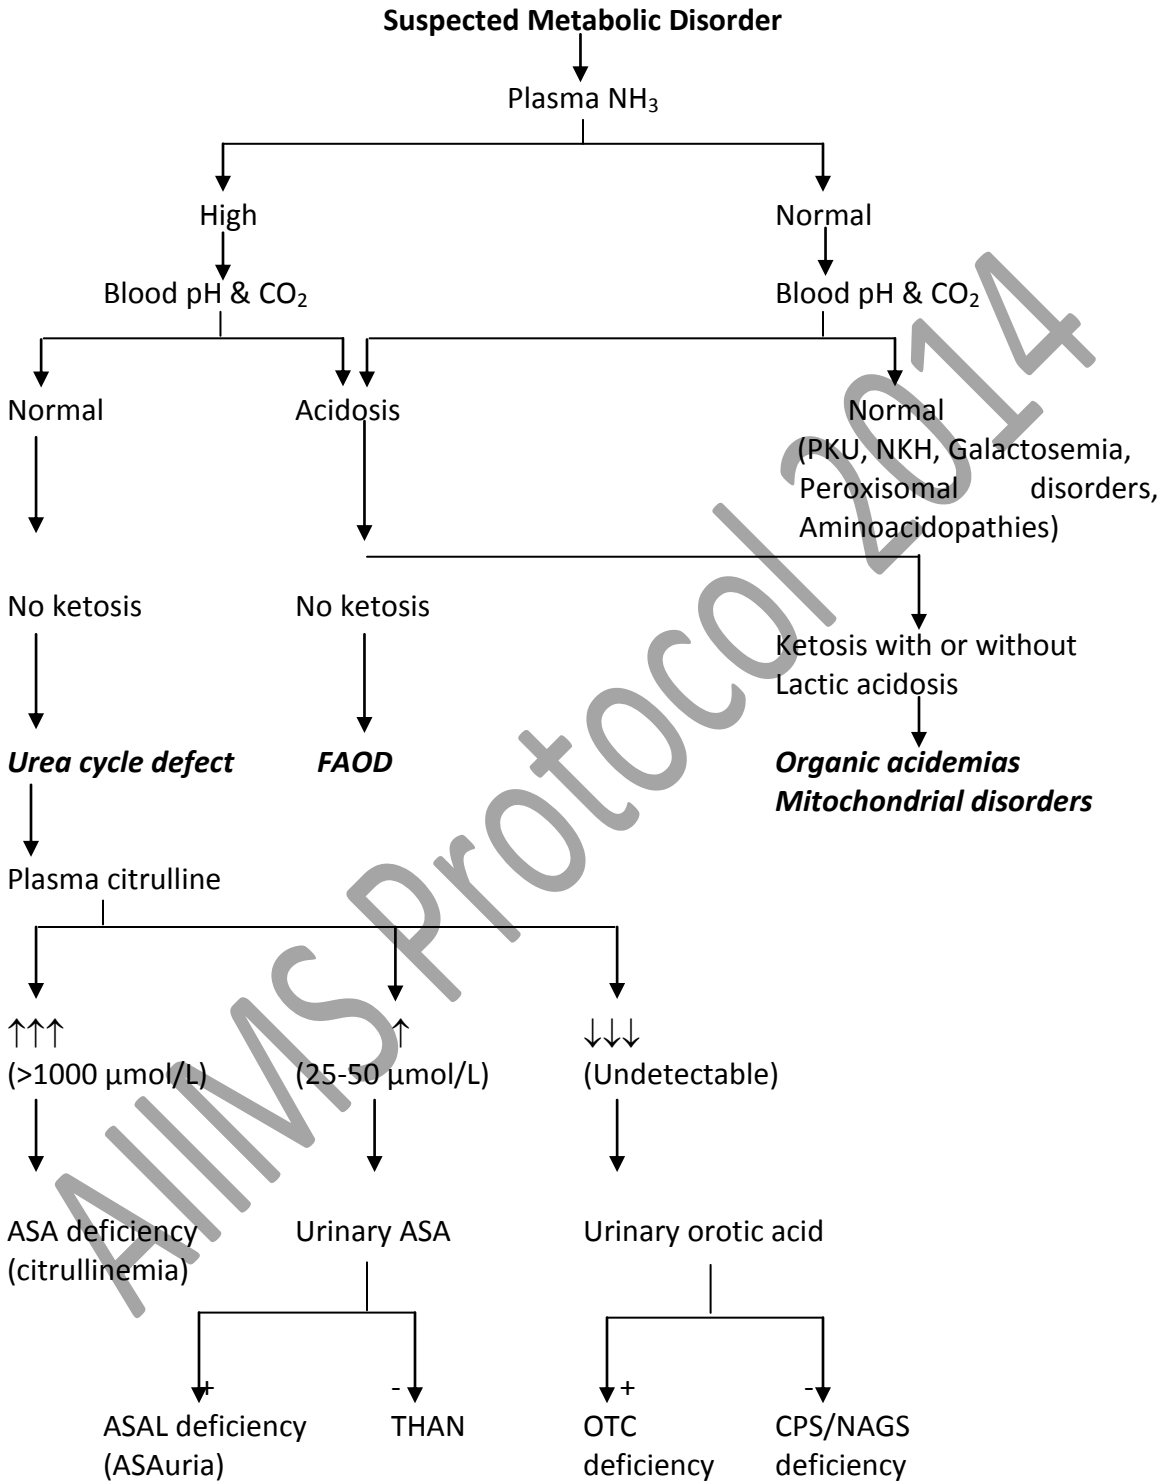 Suspected Metabolic Disorder
Plasma NH₃
High
Normal
Blood pH & CO₂
Blood pH & CO₂
Normal
Acidosis
Normal
(PKU, NKH, Galactosemia,
Peroxisomal disorders,
Aminoacidopathies)
No ketosis
No ketosis
Ketosis with or without
Lactic acidosis
Urea cycle defect
FAOD
Organic acidemias
Mitochondrial disorders
Plasma citrulline
↑↑↑
↑
↓↓↓
(>1000 µmol/L)
(25-50 µmol/L)
(Undetectable)
ASA deficiency
(citrullinemia)
Urinary ASA
Urinary orotic acid
+
-
+
-
ASAL deficiency
(ASAuria)
THAN
OTC
deficiency
CPS/NAGS
deficiency
AIIMS Protocol 2014